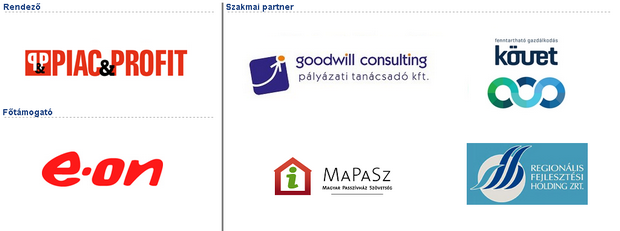 Rendező
P&P PIAC&PROFIT
Főtámogató
e·on
Szakmai partner
goodwill consulting
pályázati tanácsadó kft.
fenntartható gazdálkodás
követ
MaPaSz
Magyar Passzívház Szövetség
REGIONÁLIS
FEJLESZTÉSI
HOLDING ZRT.